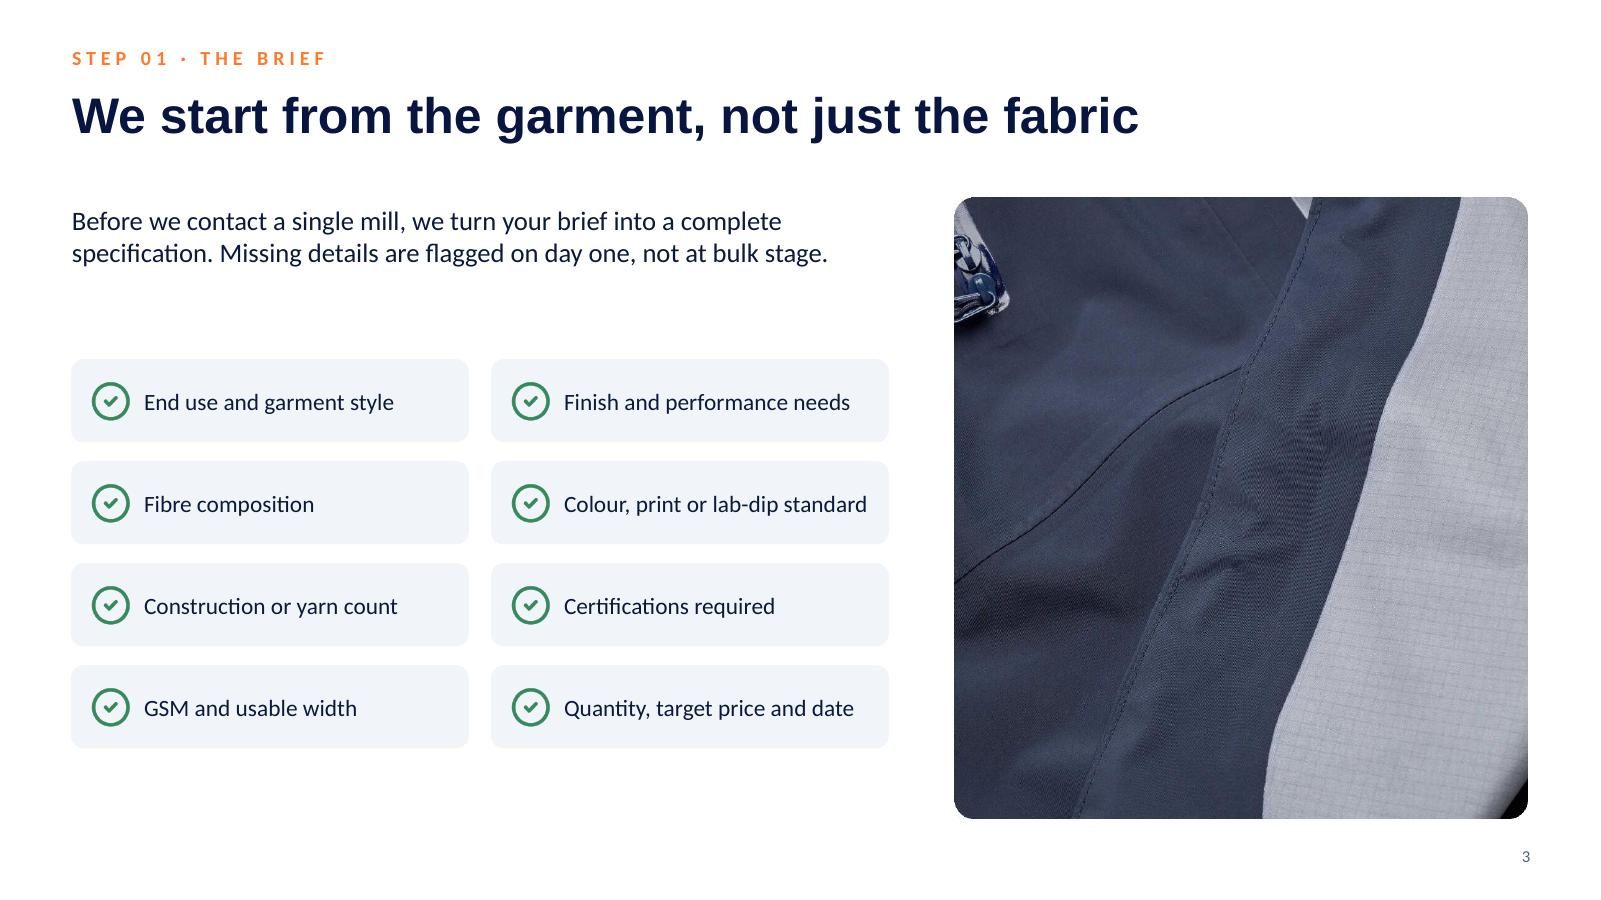 STEP 01 · THE BRIEF
We start from the garment, not just the fabric
Before we contact a single mill, we turn your brief into a complete
specification. Missing details are flagged on day one, not at bulk stage.
End use and garment style
Finish and performance needs
Fibre composition
Colour, print or lab-dip standard
Construction or yarn count
Certifications required
GSM and usable width
Quantity, target price and date
3